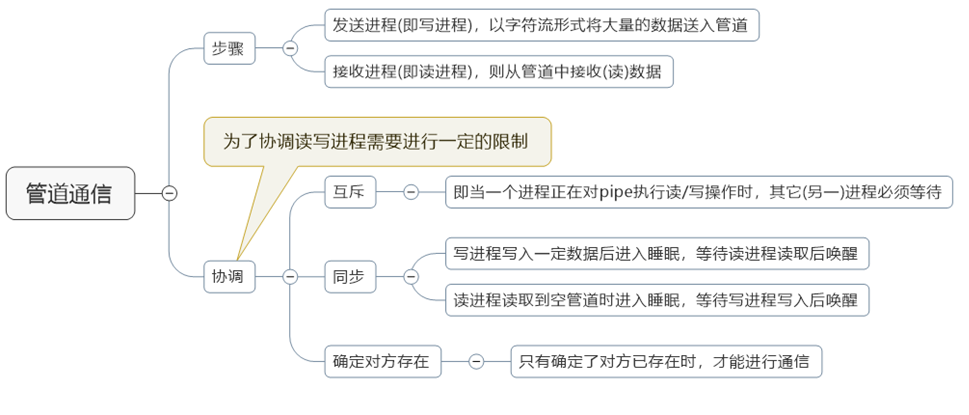 管道通信
步骤
发送进程(即写进程)，以字符流形式将大量的数据送入管道
接收进程(即读进程)，则从管道中接收(读)数据
为了协调读写进程需要进行一定的限制
协调
互斥
即当一个进程正在对pipe执行读/写操作时，其它(另一)进程必须等待
同步
写进程写入一定数据后进入睡眠，等待读进程读取后唤醒
读进程读取到空管道时进入睡眠，等待写进程写入后唤醒
确定对方存在
只有确定了对方已存在时，才能进行通信